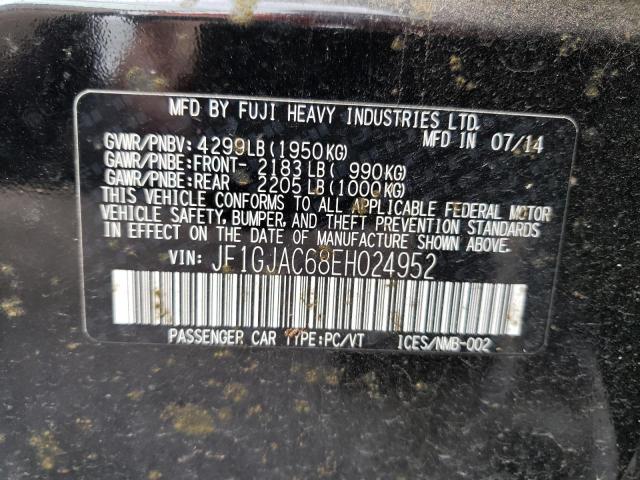 MFD BY FUJI HEAVY INDUSTRIES LTD.
GVWR/PNBV: 4299LB (1950KG) MFD IN 07/14
GAWR/PNBE:FRONT- 2183LB( 990KG)
GAWR/PNBE:REAR 2205LB(1000KG)
THIS VEHICLE CONFORMS TO ALL APPLICABLE FEDERAL MOTOR
VEHICLE SAFETY, BUMPER, AND THEFT PREVENTION STANDARDS
IN EFFECT ON THE DATE OF MANUFACTURE SHOWN ABOVE.
VIN: JF1GJAC68EH024952
PASSENGER CAR TYPE:PC/VT ICES/NMB-002